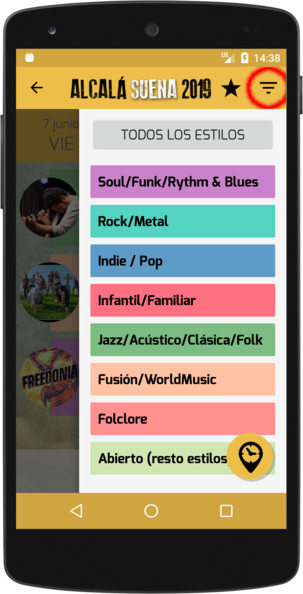 14:38
ALCALÁ SUENA 2019
7 junio
VIE
TODOS LOS ESTILOS
Soul/Funk/Rythm & Blues
Rock/Metal
Indie / Pop
Infantil/Familiar
Jazz/Acústico/Clásica/Folk
Fusión/WorldMusic
FREEDONIA
Folclore
Abierto (resto estilos